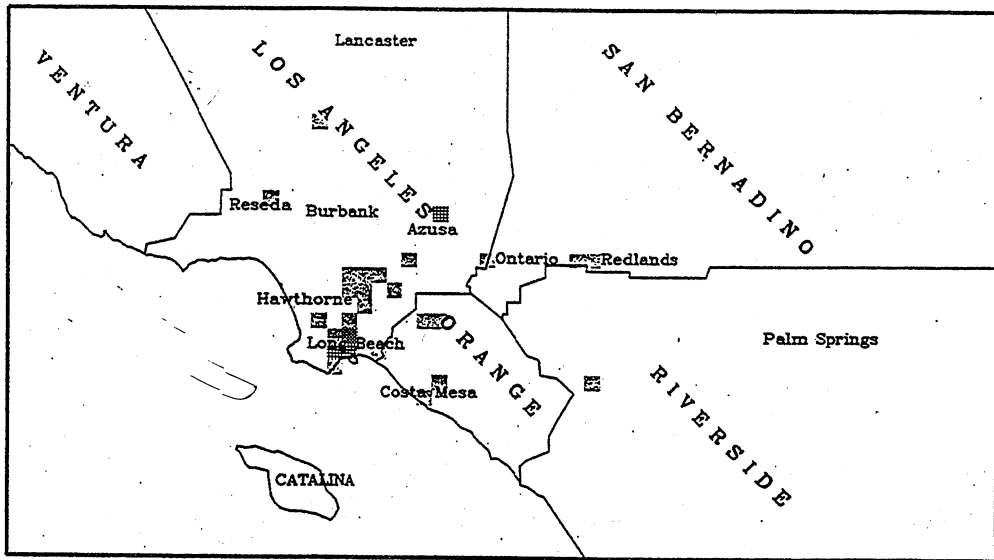 Lancaster
LOS ANGELES
SAN BERNADINO
VENTURA
Reseda
Burbank
Azusa
Ontario
Redlands
Hawthorne
Long Beach
ORANGE
Palm Springs
Costa Mesa
RIVERSIDE
CATALINA